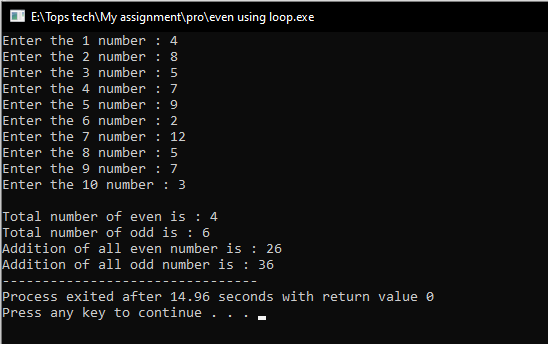 E:\Tops tech\My assignment\pro\even using loop.exe
Enter the 1 number : 4
Enter the 2 number : 8
Enter the 3 number : 5
Enter the 4 number : 7
Enter the 5 number : 9
Enter the 6 number : 2
Enter the 7 number : 12
Enter the 8 number : 5
Enter the 9 number : 7
Enter the 10 number : 3
Total number of even is : 4
Total number of odd is : 6
Addition of all even number is : 26
Addition of all odd number is : 36
--------------------------------
Process exited after 14.96 seconds with return value 0
Press any key to continue . . .